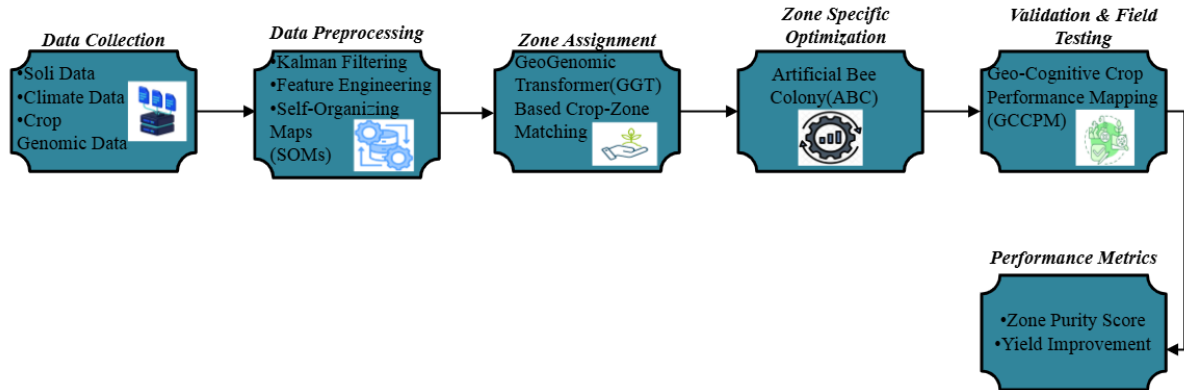 Data Collection
•Soli Data
•Climate Data
•Crop
Genomic Data
Data Preprocessing
•Kalman Filtering
•Feature Engineering
•Self-Organizing
Maps
(SOMs)
Zone Assignment
GeoGenomic
Transformer(GGT)
Based Crop-Zone
Matching
Zone Specific
Optimization
Artificial Bee
Colony(ABC)
Validation & Field
Testing
Geo-Cognitive Crop
Performance Mapping
(GCCPM)
Performance Metrics
•Zone Purity Score
•Yield Improvement